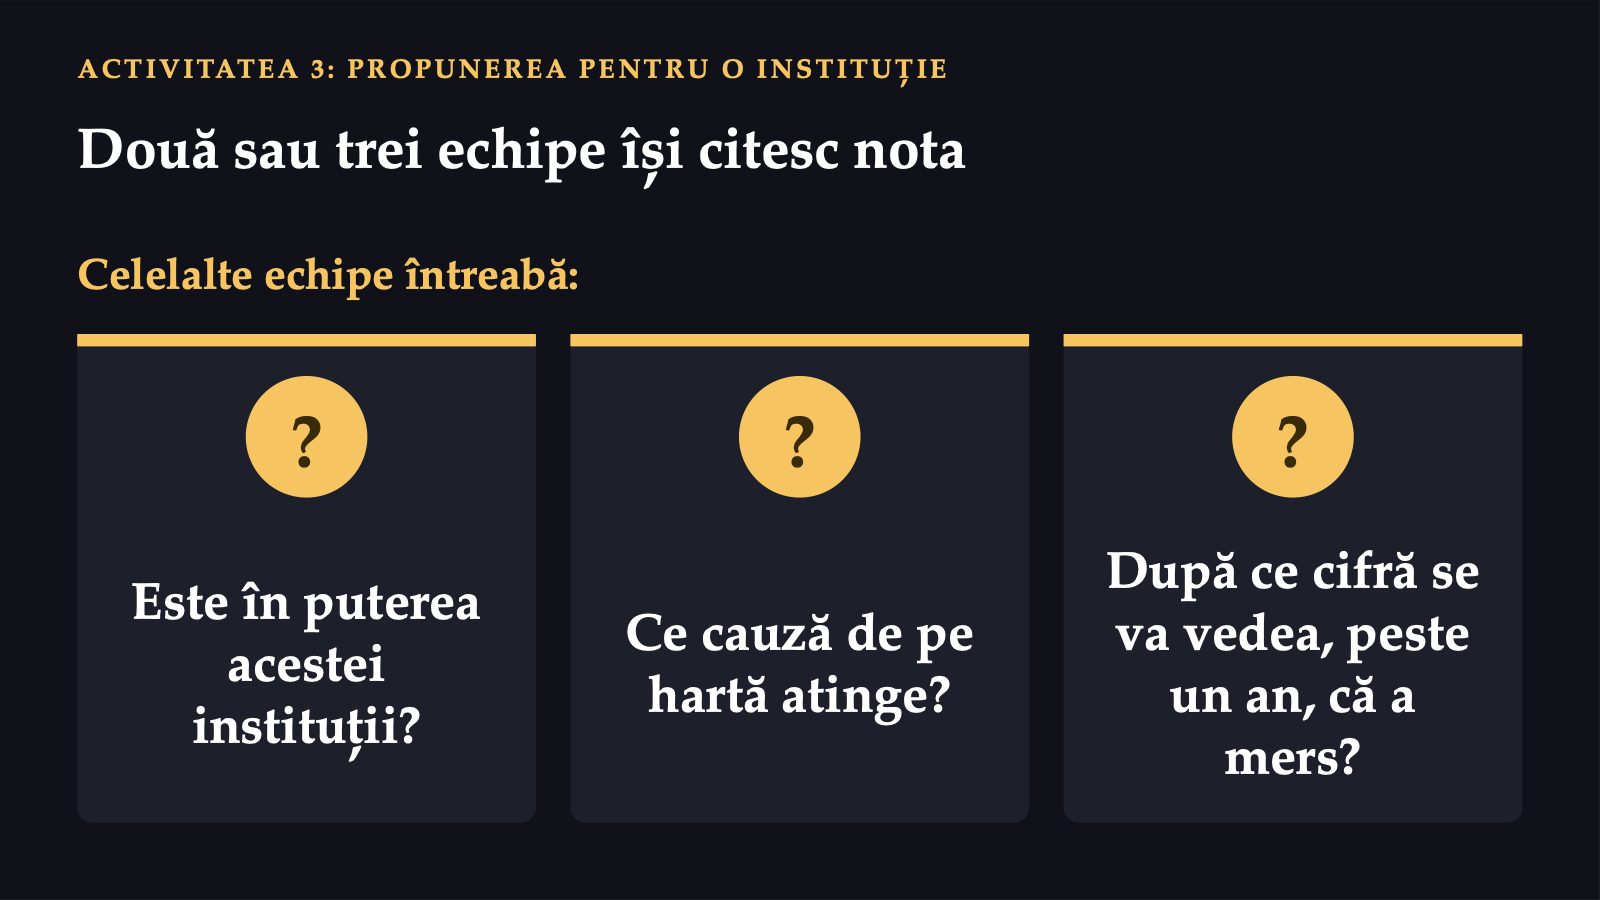 ACTIVITATEA 3: PROPUNEREA PENTRU O INSTITUȚIE
Două sau trei echipe își citesc nota
Celelalte echipe întreabă:
?
Este în puterea
acestei
instituții?
?
Ce cauză de pe
hartă atinge?
?
După ce cifră se
va vedea, peste
un an, că a
mers?